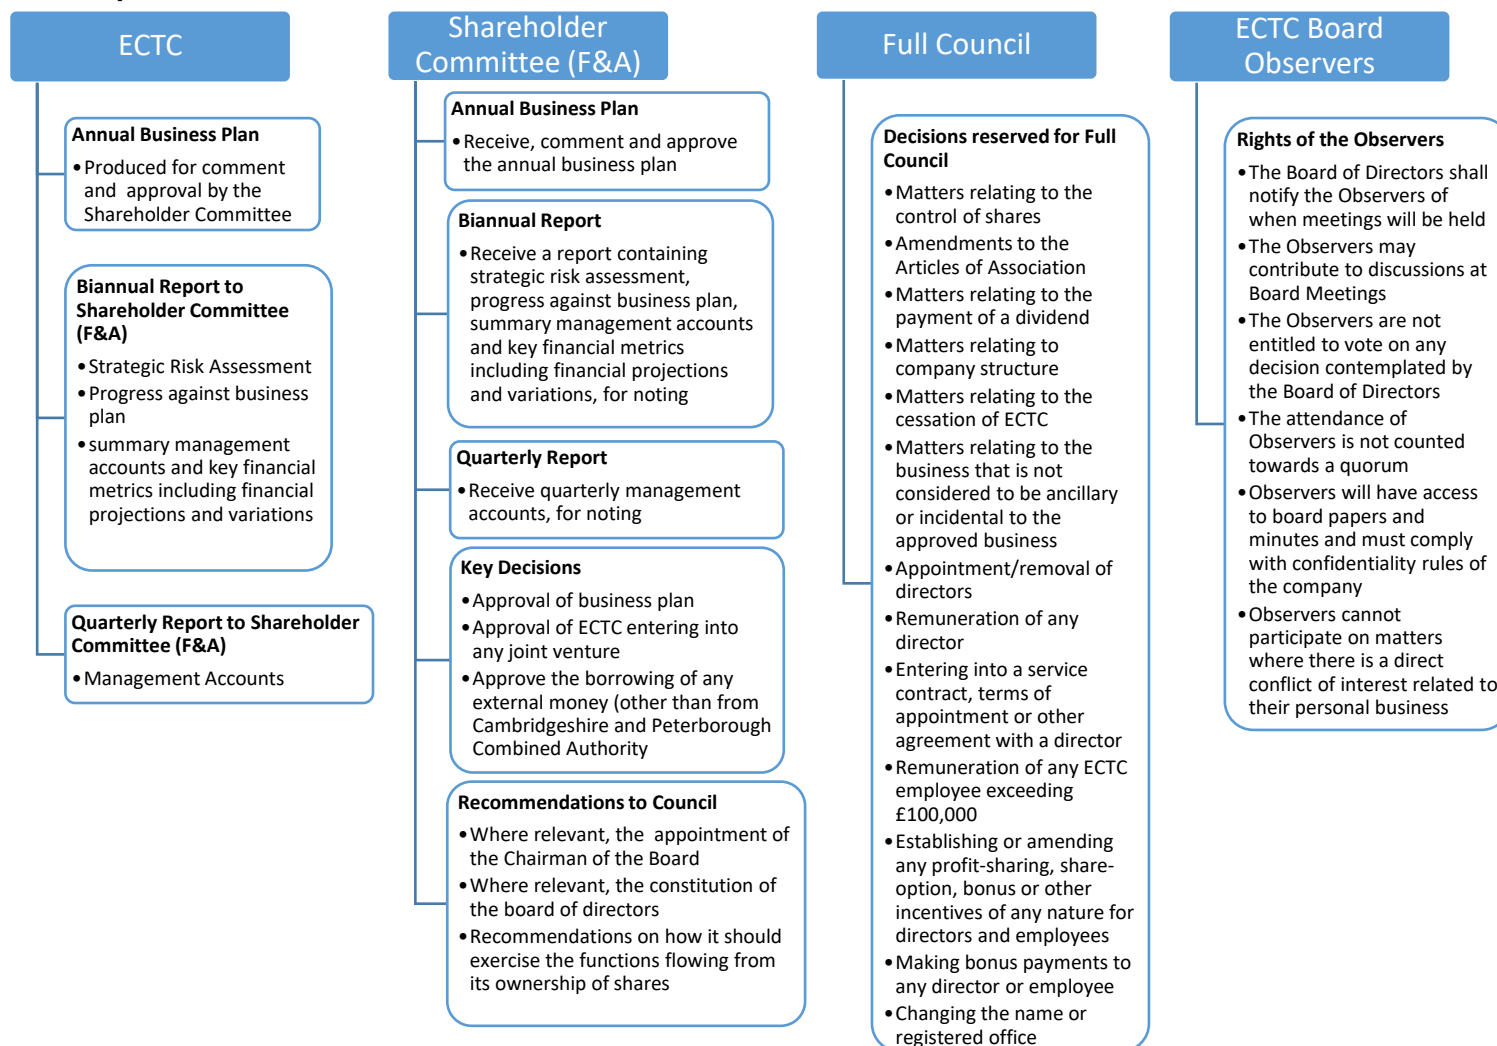 ECTC
Annual Business Plan
•Produced for comment
and approval by the
Shareholder Committee
Biannual Report to
Shareholder Committee
(F&A)
•Strategic Risk Assessment
•Progress against business
plan
•summary management
accounts and key financial
metrics including financial
projections and variations
Quarterly Report to Shareholder
Committee (F&A)
•Management Accounts
Shareholder
Committee (F&A)
Annual Business Plan
•Receive, comment and approve
the annual business plan
Biannual Report
•Receive a report containing
strategic risk assessment,
progress against business plan,
summary management accounts
and key financial metrics
including financial projections
and variations, for noting
Quarterly Report
•Receive quarterly management
accounts, for noting
Key Decisions
•Approval of business plan
•Approval of ECTC entering into
any joint venture
•Approve the borrowing of any
external money (other than from
Cambridgeshire and Peterborough
Combined Authority
Recommendations to Council
•Where relevant, the appointment of
the Chairman of the Board
•Where relevant, the constitution of
the board of directors
•Recommendations on how it should
exercise the functions flowing from
its ownership of shares
Full Council
Decisions reserved for Full
Council
•Matters relating to the
control of shares
•Amendments to the
Articles of Association
•Matters relating to the
payment of a dividend
•Matters relating to
company structure
•Matters relating to the
cessation of ECTC
•Matters relating to the
business that is not
considered to be ancillary
or incidental to the
approved business
•Appointment/removal of
directors
•Remuneration of any
director
•Entering into a service
contract, terms of
appointment or other
agreement with a director
•Remuneration of any ECTC
employee exceeding
£100,000
•Establishing or amending
any profit-sharing, share-
option, bonus or other
incentives of any nature for
directors and employees
•Making bonus payments to
any director or employee
•Changing the name or
registered office
ECTC Board
Observers
Rights of the Observers
•The Board of Directors shall
notify the Observers of
when meetings will be held
•The Observers may
contribute to discussions at
Board Meetings
•The Observers are not
entitled to vote on any
decision contemplated by
the Board of Directors
•The attendance of
Observers is not counted
towards a quorum
•Observers will have access
to board papers and
minutes and must comply
with confidentiality rules of
the company
•Observers cannot
participate on matters
where there is a direct
conflict of interest related to
their personal business